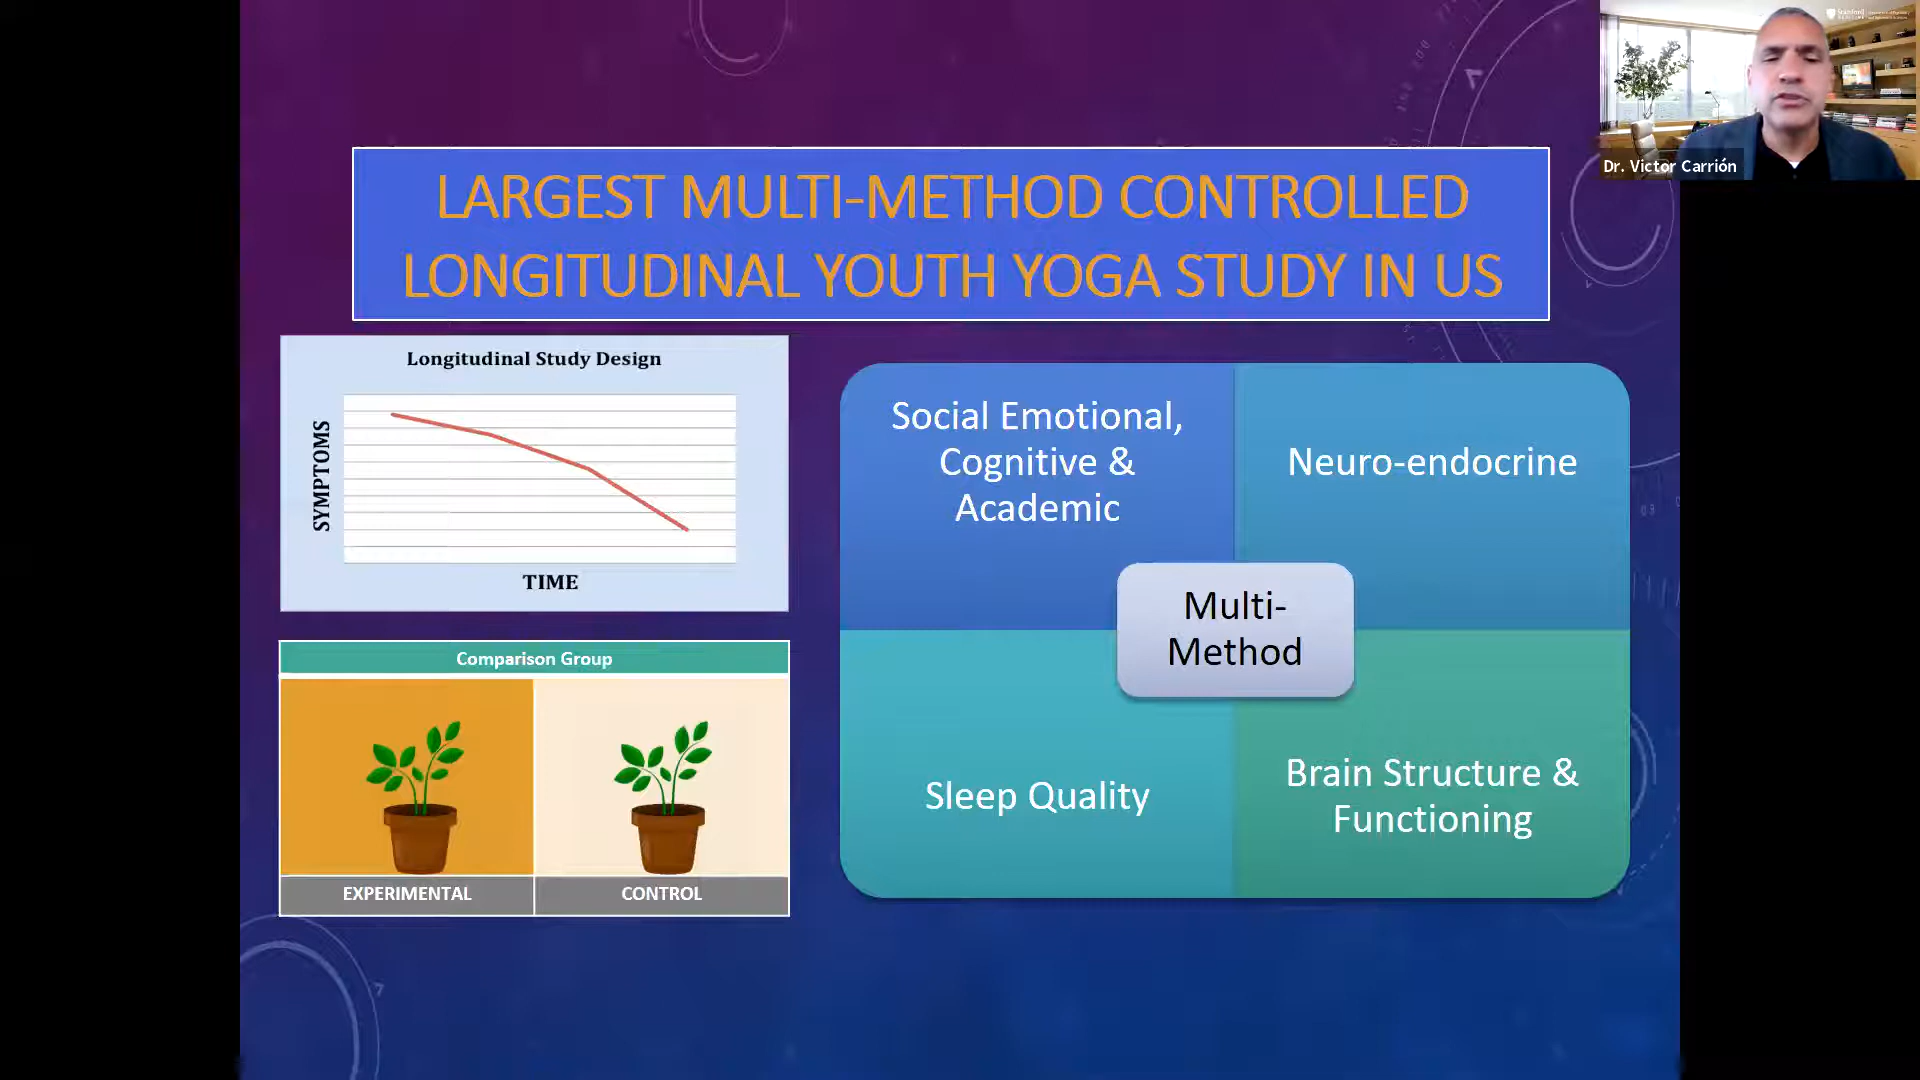 LARGEST MULTI-METHOD CONTROLLED
LONGITUDINAL YOUTH YOGA STUDY IN US
Stanford
Dr. Victor Carrión
Longitudinal Study Design
SYMPTOMS
TIME
Comparison Group
EXPERIMENTAL
CONTROL
Social Emotional,
Cognitive &
Academic
Neuro-endocrine
Multi-
Method
Sleep Quality
Brain Structure &
Functioning